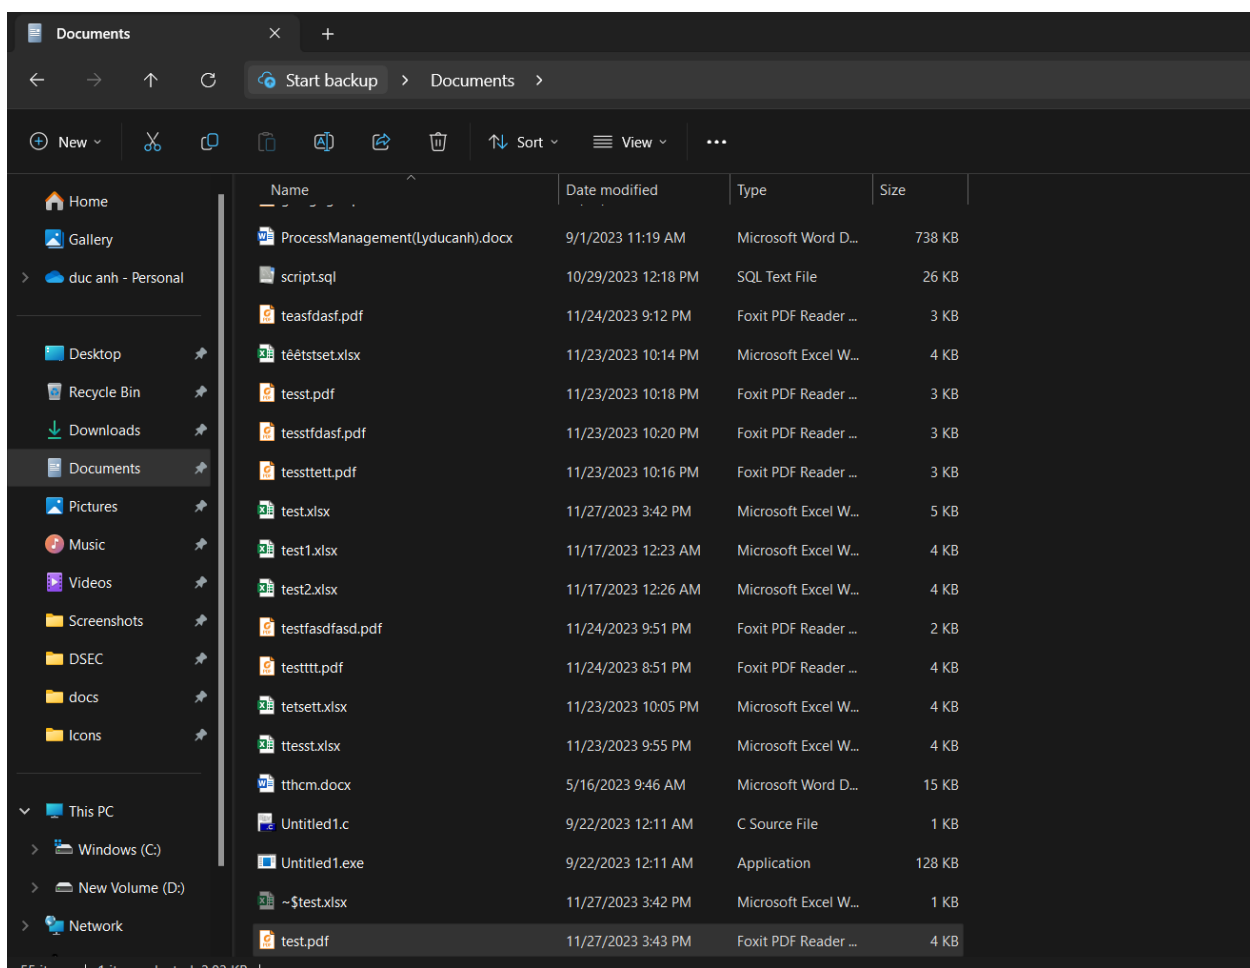 Documents
Start backup > Documents >
New Sort View
Name Date modified Type Size
Home
Gallery
duc anh - Personal
Desktop
Recycle Bin
Downloads
Documents
Pictures
Music
Videos
Screenshots
DSEC
docs
Icons
This PC
Windows (C:)
New Volume (D:)
Network
ProcessManagement(Lyducanh).docx 9/1/2023 11:19 AM Microsoft Word D... 738 KB
script.sql 10/29/2023 12:18 PM SQL Text File 26 KB
teasfdasf.pdf 11/24/2023 9:12 PM Foxit PDF Reader ... 3 KB
têêtstset.xlsx 11/23/2023 10:14 PM Microsoft Excel W... 4 KB
tesst.pdf 11/23/2023 10:18 PM Foxit PDF Reader ... 3 KB
tesstfdasf.pdf 11/23/2023 10:20 PM Foxit PDF Reader ... 3 KB
tessttett.pdf 11/23/2023 10:16 PM Foxit PDF Reader ... 3 KB
test.xlsx 11/27/2023 3:42 PM Microsoft Excel W... 5 KB
test1.xlsx 11/17/2023 12:23 AM Microsoft Excel W... 4 KB
test2.xlsx 11/17/2023 12:26 AM Microsoft Excel W... 4 KB
testfasdfasd.pdf 11/24/2023 9:51 PM Foxit PDF Reader ... 2 KB
testttt.pdf 11/24/2023 8:51 PM Foxit PDF Reader ... 4 KB
tetsett.xlsx 11/23/2023 10:05 PM Microsoft Excel W... 4 KB
ttesst.xlsx 11/23/2023 9:55 PM Microsoft Excel W... 4 KB
tthcm.docx 5/16/2023 9:46 AM Microsoft Word D... 15 KB
Untitled1.c 9/22/2023 12:11 AM C Source File 1 KB
Untitled1.exe 9/22/2023 12:11 AM Application 128 KB
~$test.xlsx 11/27/2023 3:42 PM Microsoft Excel W... 1 KB
test.pdf 11/27/2023 3:43 PM Foxit PDF Reader ... 4 KB